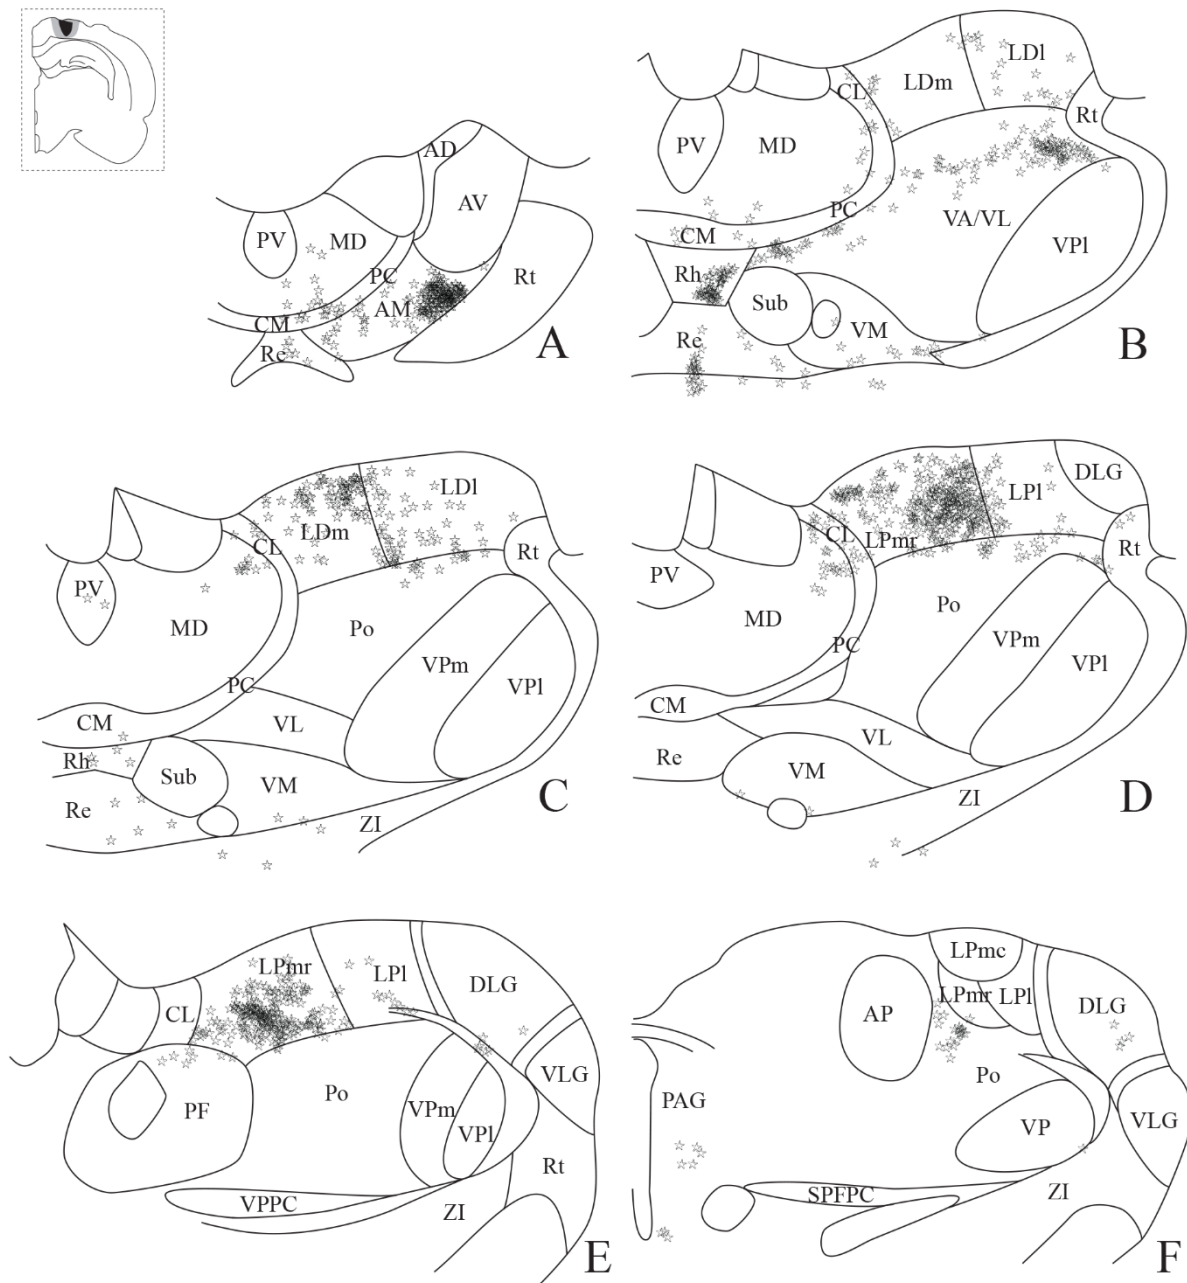 AD
AV
PV
MD
PC
Rt
CM
AM
Re
A
CL
LDm
LDl
Rt
PV
MD
PC
VA/VL
CM
VPl
Rh
Sub
VM
Re
B
LDl
LDm
CL
Rt
PV
MD
Po
VPm
PC
VPl
CM
VL
Rh
Sub
VM
Re
ZI
C
DLG
LPl
CL
LPmr
Rt
PV
Po
MD
VPm
PC
VPl
CM
VL
Re
VM
ZI
D
LPmr
LPl
DLG
CL
Po
VLG
PF
VPm
VPl
Rt
VPPC
ZI
E
LPmc
LPmr
LPl
DLG
AP
Po
PAG
VP
VLG
SPFPC
ZI
F